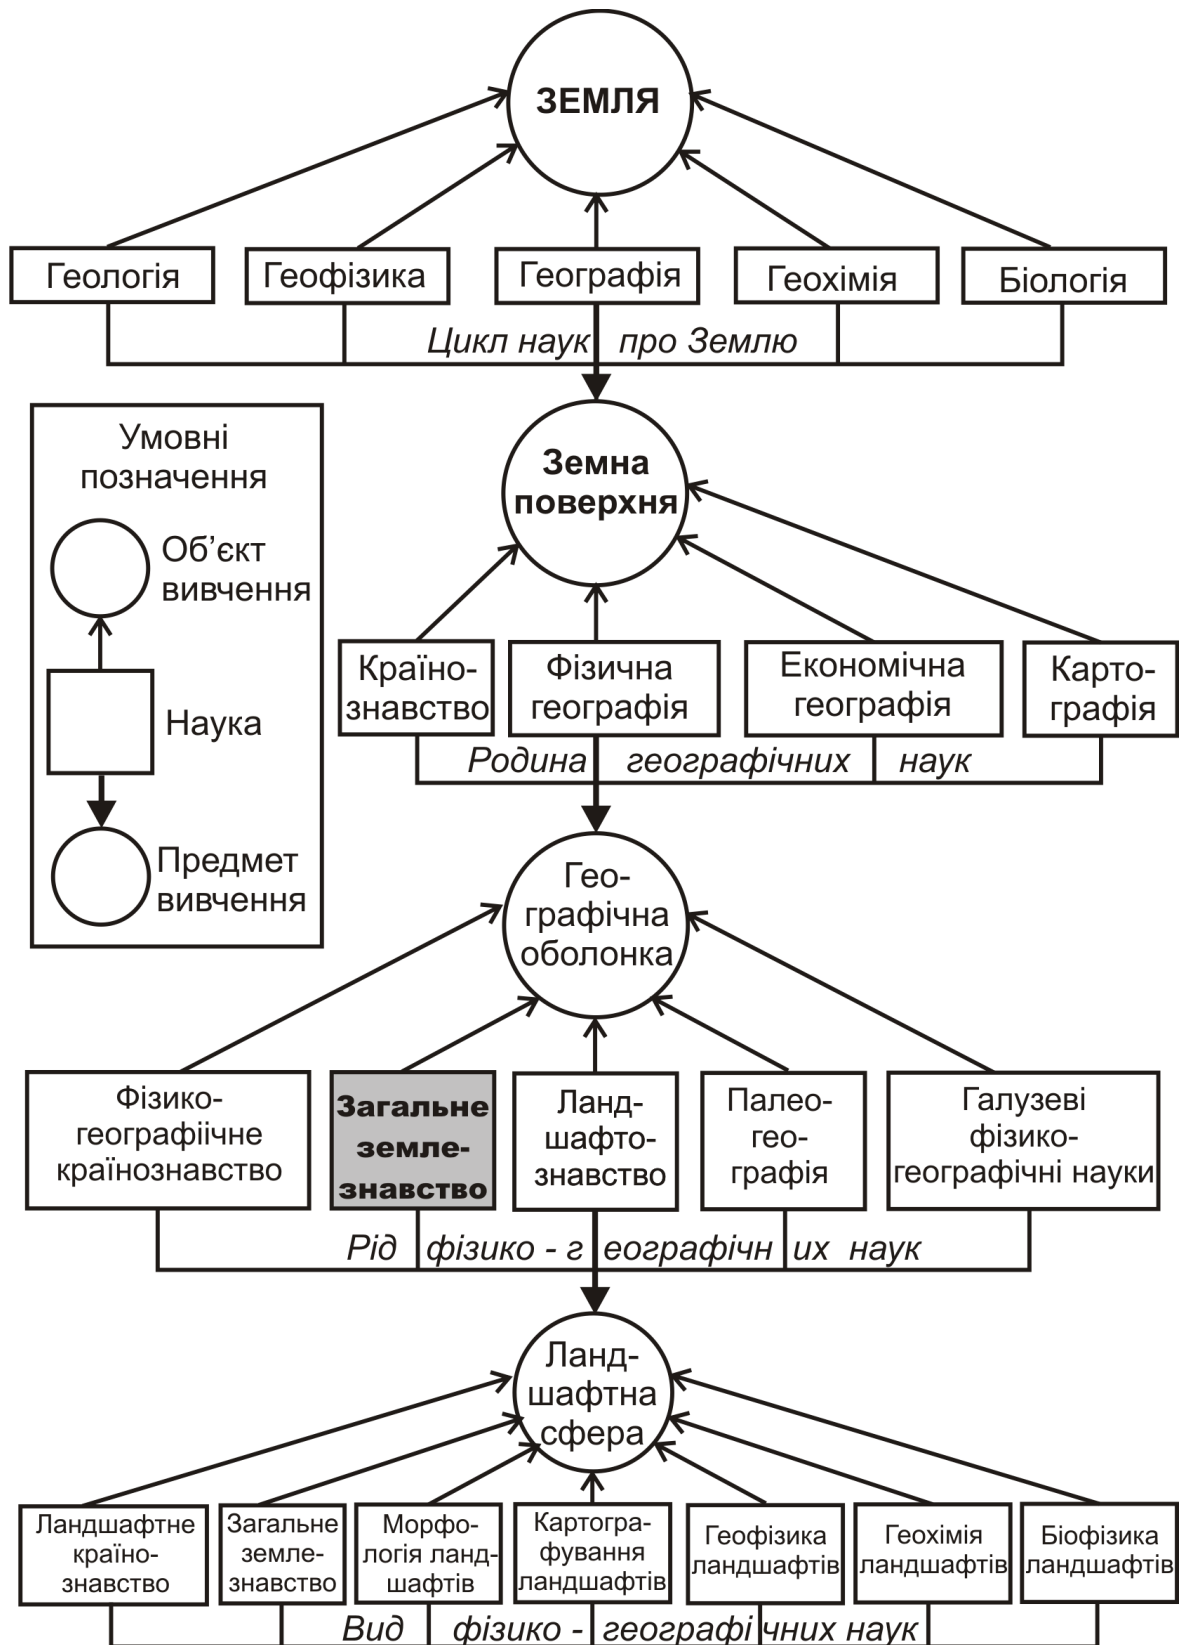 ЗЕМЛЯ
Геологія
Геофізика
Географія
Геохімія
Біологія
Цикл наук про Землю
Умовні
позначення
Об’єкт
вивчення
Наука
Предмет
вивчення
Земна
поверхня
Країно-
знавство
Фізична
географія
Економічна
географія
Карто-
графія
Родина географічних наук
Гео-
графічна
оболонка
Фізико-
географіічне
країнознавство
Загальне
земле-
знавство
Ланд-
шафто-
знавство
Палео-
гео-
графія
Галузеві
фізико-
географічні науки
Рід фізико - г еографічн их наук
Ланд-
шафтна
сфера
Ландшафтне
країно-
знавство
Загальне
земле-
знавство
Морфо-
логія ланд-
шафтів
Картогра-
фування
ландшафтів
Геофізика
ландшафтів
Геохімія
ландшафтів
Біофізика
ландшафтів
Вид фізико - географі чних наук